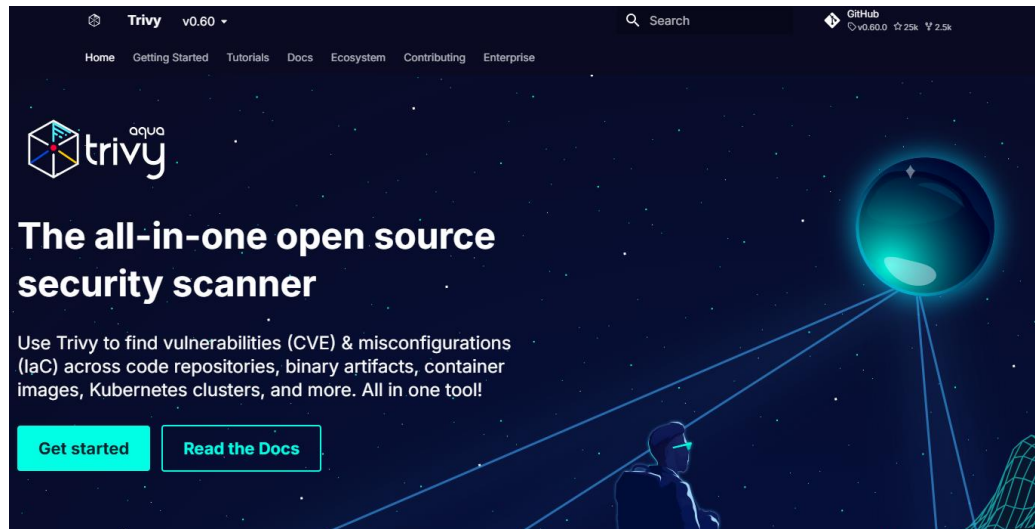 Trivy v0.60
Search
GitHub
v0.60.0 25k 2.5k
Home Getting Started Tutorials Docs Ecosystem Contributing Enterprise
aqua
trivy
The all-in-one open source
security scanner
Use Trivy to find vulnerabilities (CVE) & misconfigurations
(IaC) across code repositories, binary artifacts, container
images, Kubernetes clusters, and more. All in one tool!
Get started Read the Docs